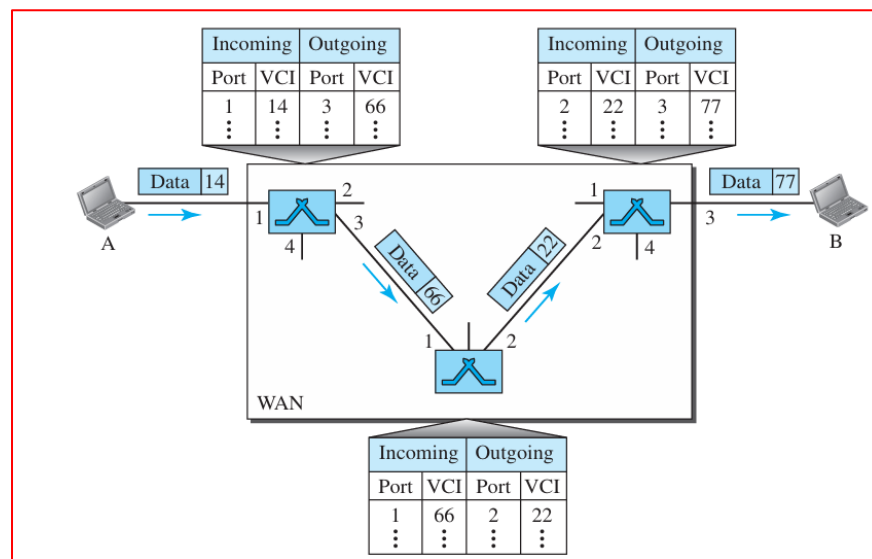 Incoming Outgoing
Port VCI Port VCI
1 14 3 66
⋮ ⋮ ⋮ ⋮
Incoming Outgoing
Port VCI Port VCI
2 22 3 77
⋮ ⋮ ⋮ ⋮
Data 14
A
1
2
3
4
Data 66
1
2
Data 22
1
2
3
4
Data 77
B
WAN
Incoming Outgoing
Port VCI Port VCI
1 66 2 22
⋮ ⋮ ⋮ ⋮